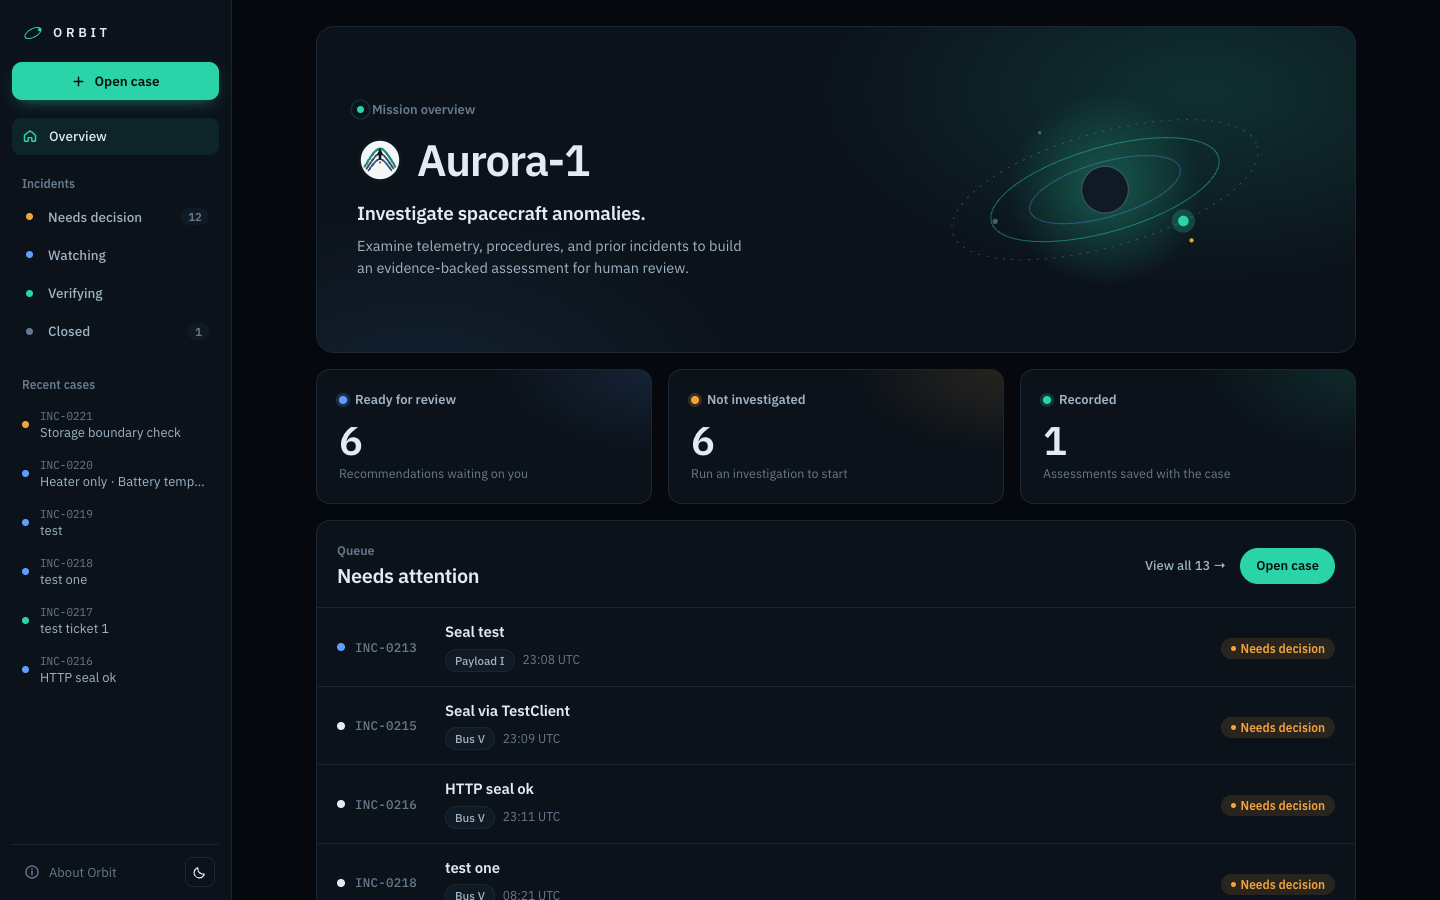 ORBIT
Open case
Overview
Incidents
Needs decision 12
Watching
Verifying
Closed 1
Recent cases
INC-0221
Storage boundary check
INC-0220
Heater only · Battery temp...
INC-0219
test
INC-0218
test one
INC-0217
test ticket 1
INC-0216
HTTP seal ok
About Orbit
Mission overview
Aurora-1
Investigate spacecraft anomalies.
Examine telemetry, procedures, and prior incidents to build
an evidence-backed assessment for human review.
Ready for review
6
Recommendations waiting on you
Not investigated
6
Run an investigation to start
Recorded
1
Assessments saved with the case
Queue
Needs attention
View all 13 →
Open case
INC-0213
Seal test
Payload I 23:08 UTC
Needs decision
INC-0215
Seal via TestClient
Bus V 23:09 UTC
Needs decision
INC-0216
HTTP seal ok
Bus V 23:11 UTC
Needs decision
INC-0218
test one
Bus V 08:21 UTC
Needs decision